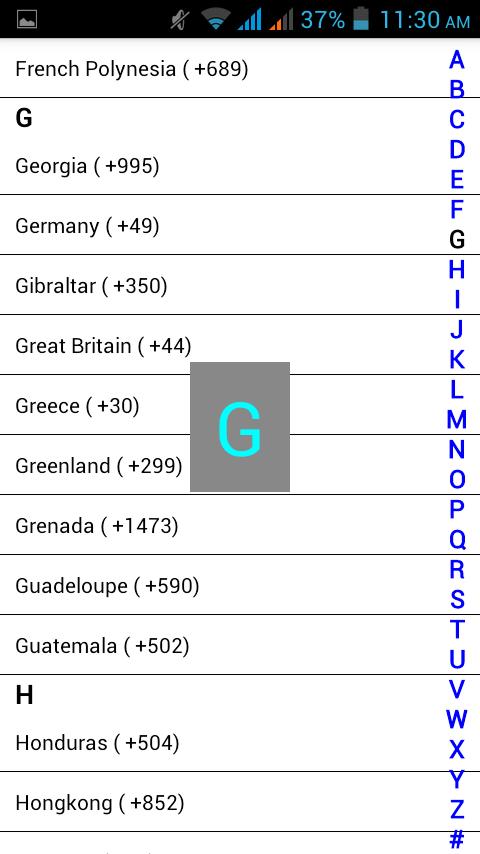 37% 11:30 AM
French Polynesia ( +689)
G
Georgia ( +995)
Germany ( +49)
Gibraltar ( +350)
Great Britain ( +44)
Greece ( +30)
Greenland ( +299)
Grenada ( +1473)
Guadeloupe ( +590)
Guatemala ( +502)
H
Honduras ( +504)
Hongkong ( +852)
G
A
B
C
D
E
F
G
H
I
J
K
L
M
N
O
P
Q
R
S
T
U
V
W
X
Y
Z
#